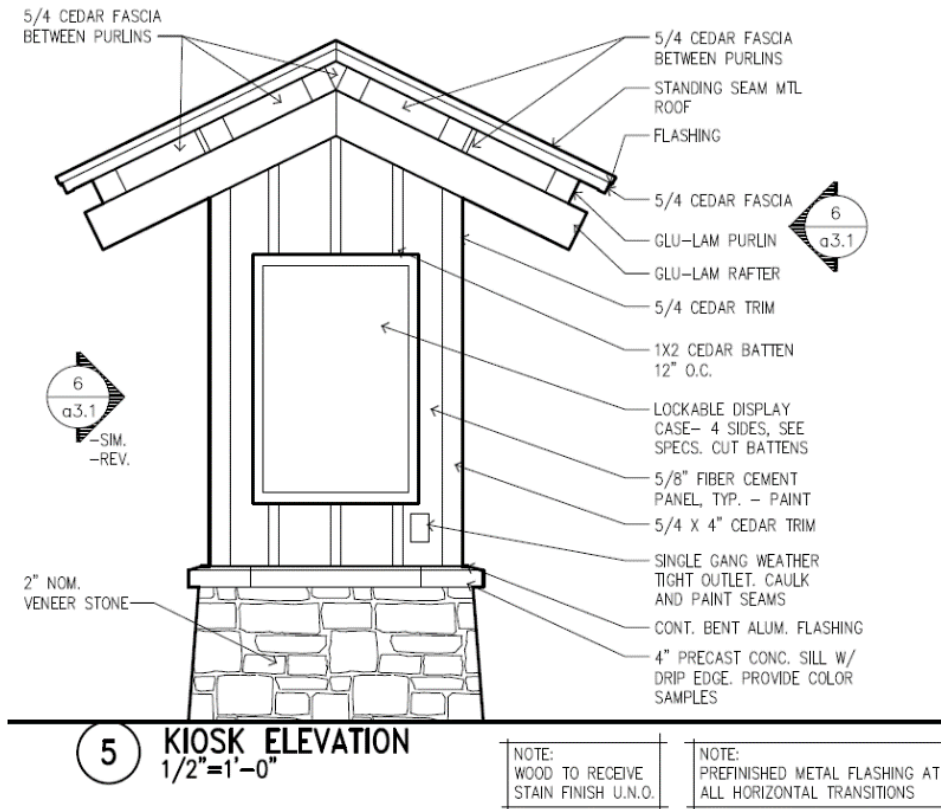 5/4 CEDAR FASCIA
BETWEEN PURLINS
5/4 CEDAR FASCIA
BETWEEN PURLINS
STANDING SEAM MTL
ROOF
FLASHING
5/4 CEDAR FASCIA
6
a3.1
GLU-LAM PURLIN
GLU-LAM RAFTER
5/4 CEDAR TRIM
1X2 CEDAR BATTEN
12" O.C.
6
a3.1
-SIM.
-REV.
LOCKABLE DISPLAY
CASE- 4 SIDES, SEE
SPECS. CUT BATTENS
5/8" FIBER CEMENT
PANEL, TYP. - PAINT
5/4 X 4" CEDAR TRIM
SINGLE GANG WEATHER
TIGHT OUTLET. CAULK
AND PAINT SEAMS
2" NOM.
VENEER STONE
CONT. BENT ALUM. FLASHING
4" PRECAST CONC. SILL W/
DRIP EDGE. PROVIDE COLOR
SAMPLES
5
KIOSK ELEVATION
1/2"=1'-0"
NOTE:
WOOD TO RECEIVE
STAIN FINISH U.N.O.
NOTE:
PREFINISHED METAL FLASHING AT
ALL HORIZONTAL TRANSITIONS